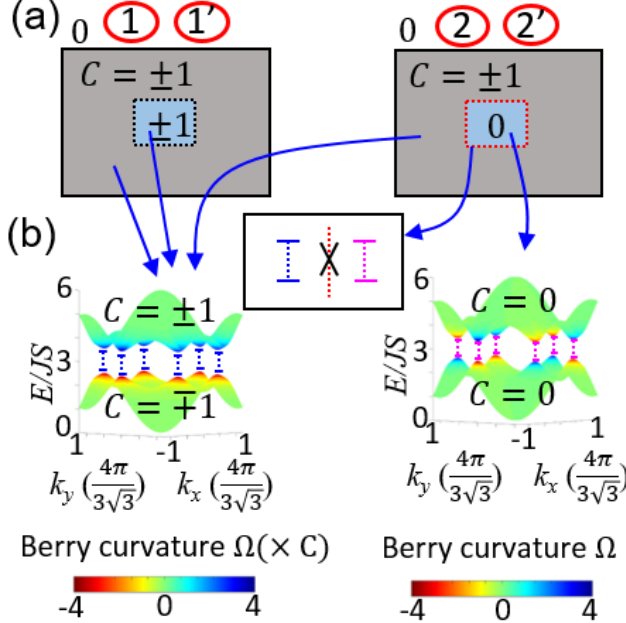 (a) 0 1 1' 0 2 2'
C = ±1 C = ±1
±1 0
(b)
6 C = ±1 6 C = 0
E/JS 3 3
C = ∓1 C = 0
0 0
1 -1 1 1 -1 1
k_y (4π/3√3) k_x (4π/3√3) k_y (4π/3√3) k_x (4π/3√3)
Berry curvature Ω(× C) Berry curvature Ω
-4 0 4 -4 0 4